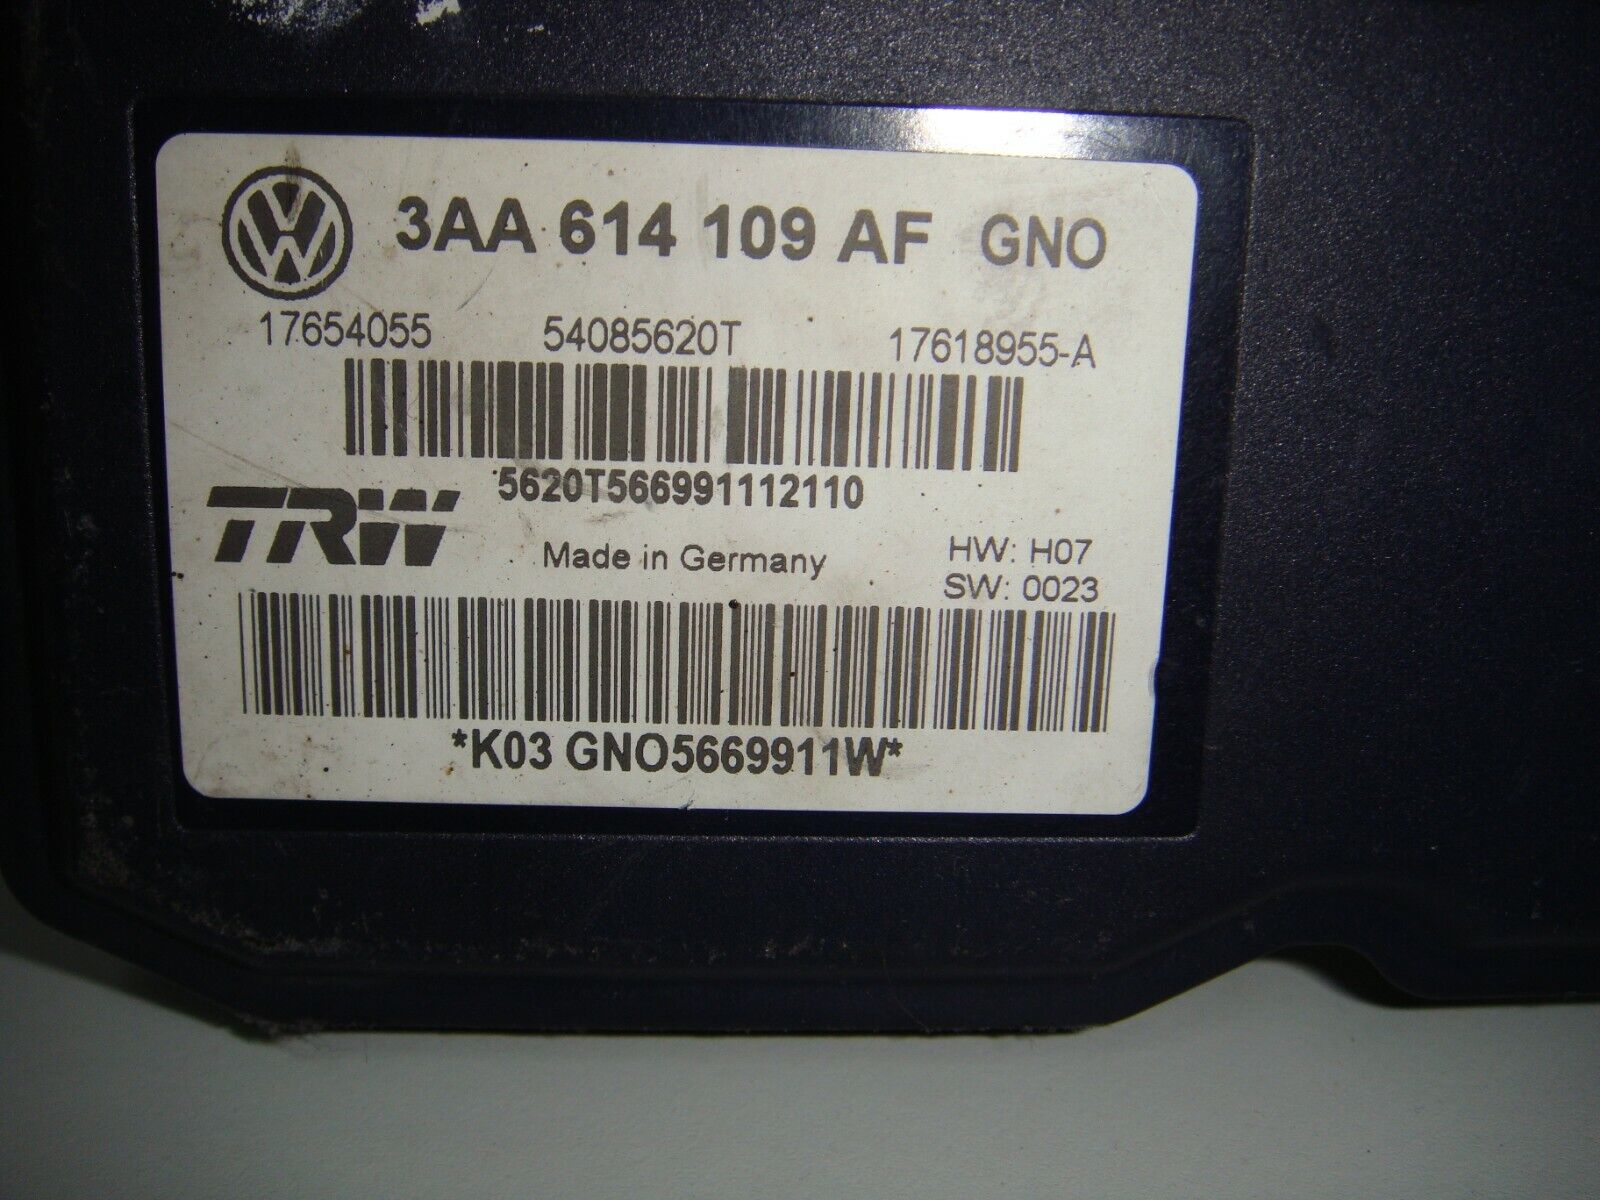 3AA 614 109 AF GNO
17654055 54085620T 17618955-A
5620T566991112110
TRW
Made in Germany
HW: H07
SW: 0023
*K03 GNO5669911W*